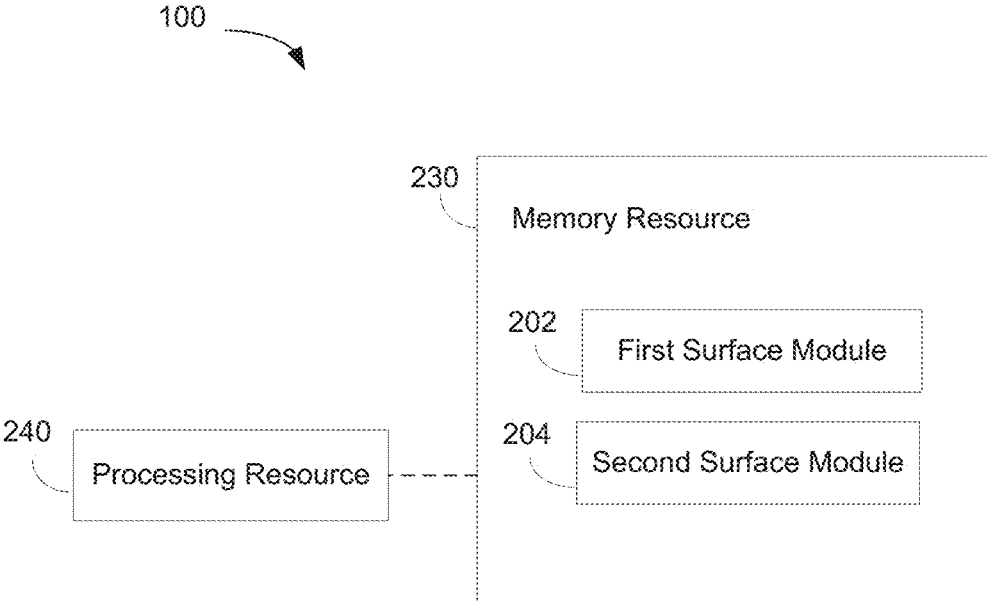 100
230
Memory Resource
202
First Surface Module
240
Processing Resource
204
Second Surface Module